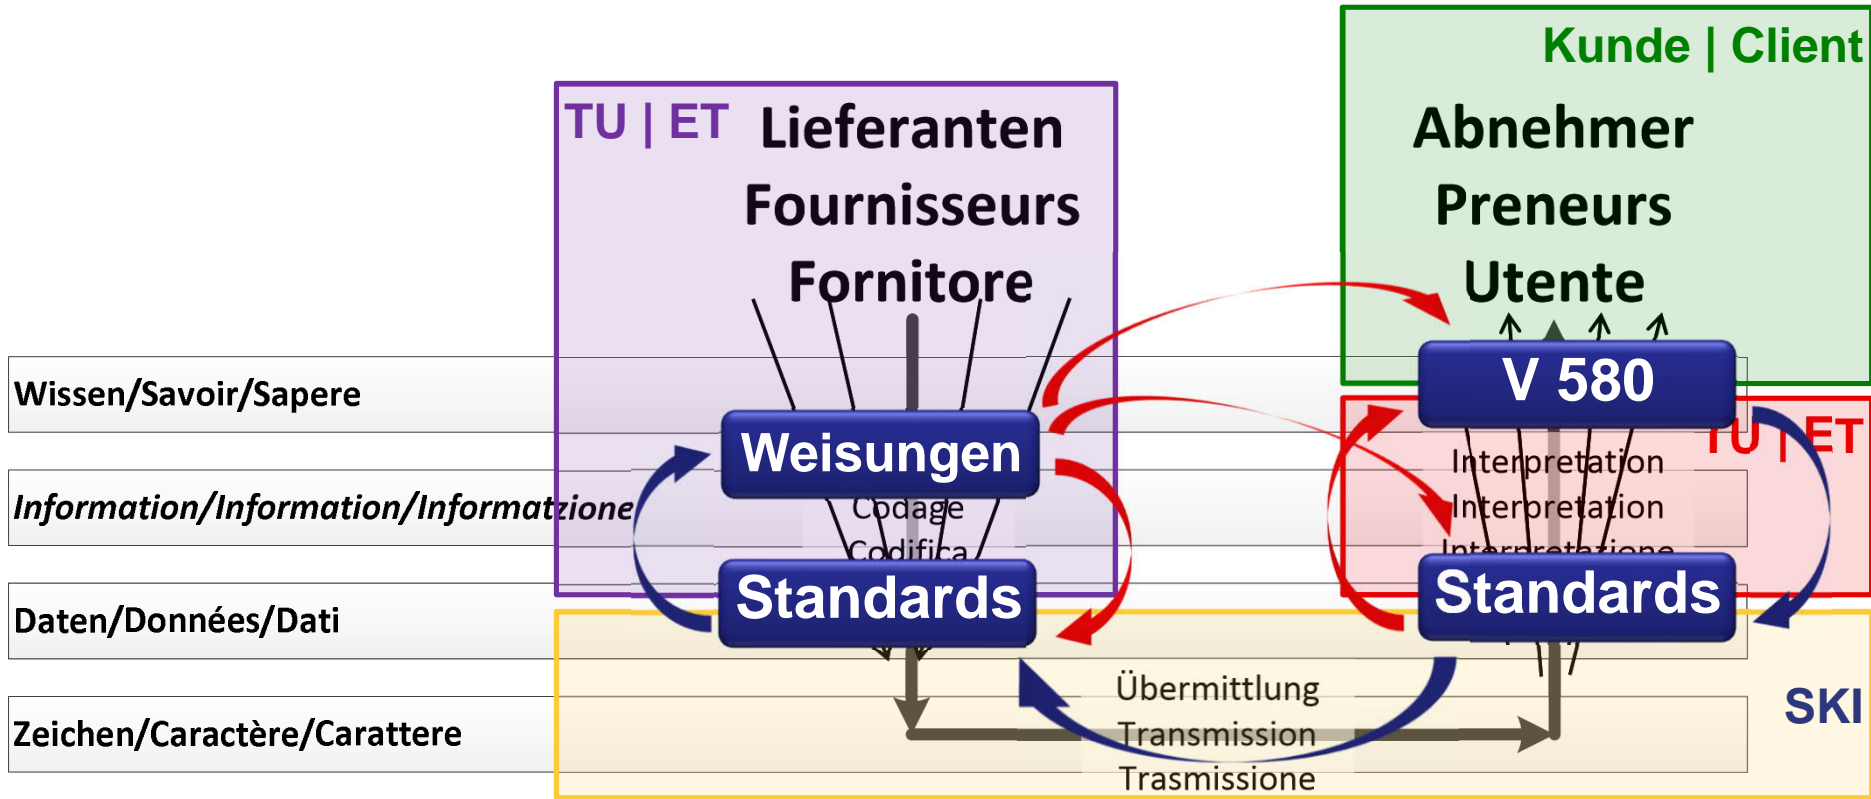 Kunde | Client
TU | ET
Lieferanten
Fournisseurs
Fornitore
Abnehmer
Preneurs
Utente
Wissen/Savoir/Sapere
V 580
TU | ET
Weisungen
Interpretation
Information/Information/Informatzione
Codage
Interpretation
Codifica
Interpretazione
Standards
Standards
Daten/Données/Dati
Übermittlung
SKI
Zeichen/Caractère/Carattere
Transmission
Trasmissione